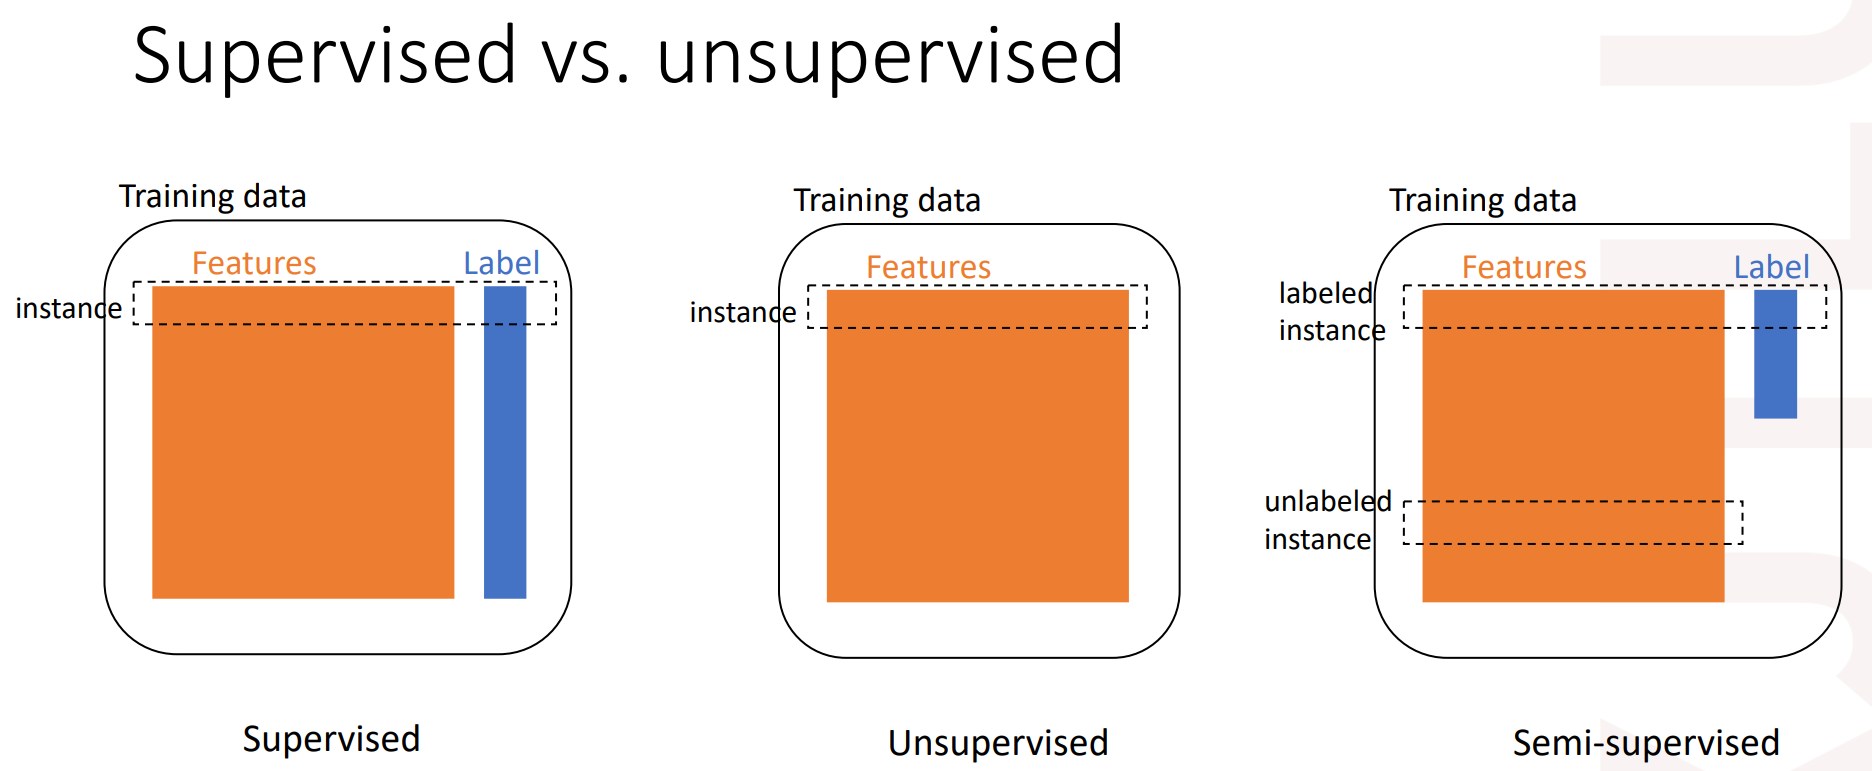 Supervised vs. unsupervised
Training data
Features Label
instance
Supervised
Training data
Features
instance
Unsupervised
Training data
Features Label
labeled
instance
unlabeled
instance
Semi-supervised